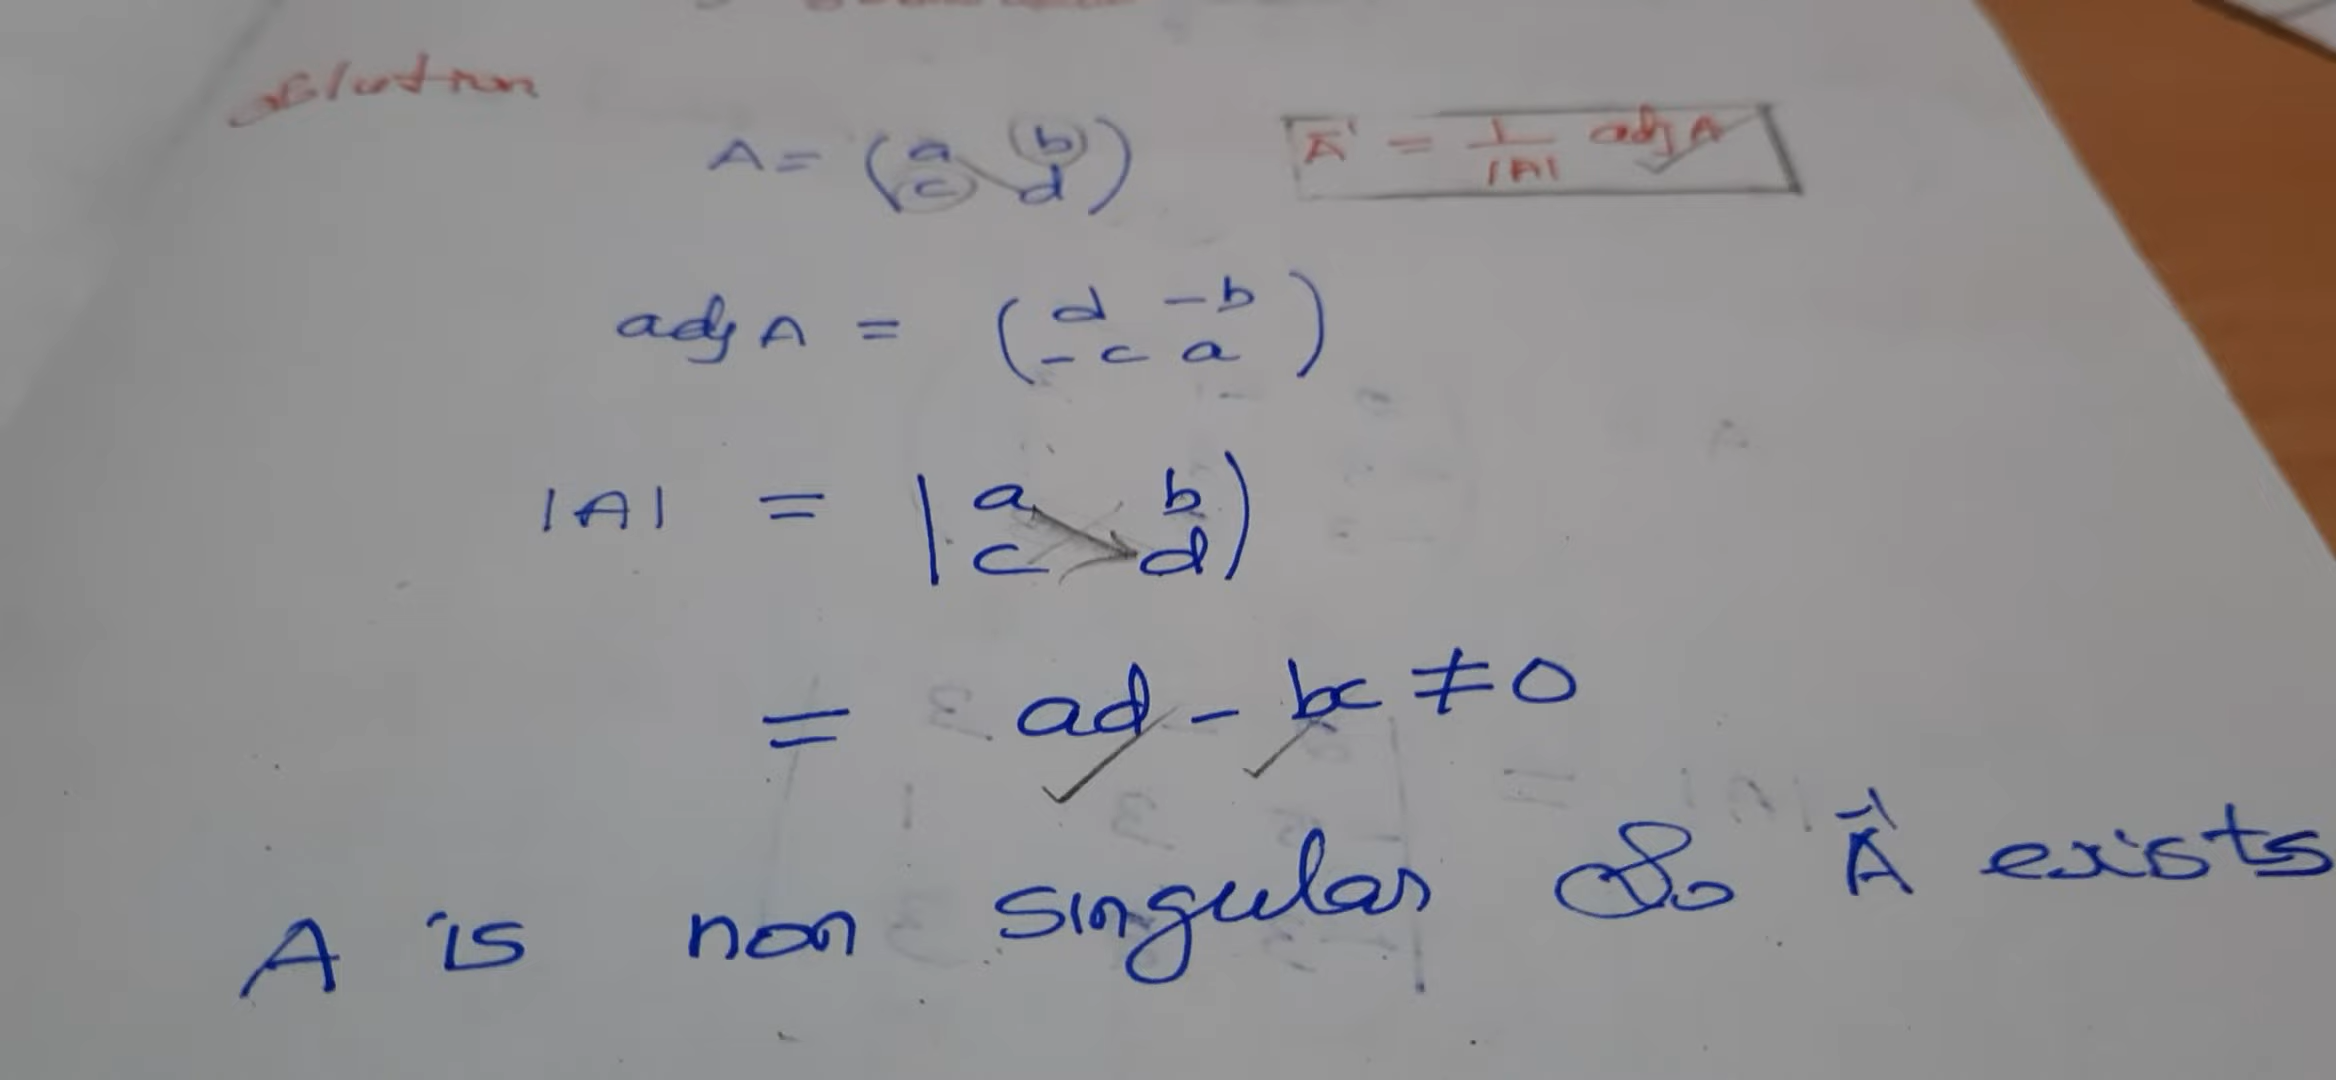 Solution
A = (a b
c d)
A⁻¹ = 1/|A| adj A
adj A = (d -b
-c a)
|A| = |a b
c d)
= ad - bc ≠ 0
A is non singular So A⁻¹ exists